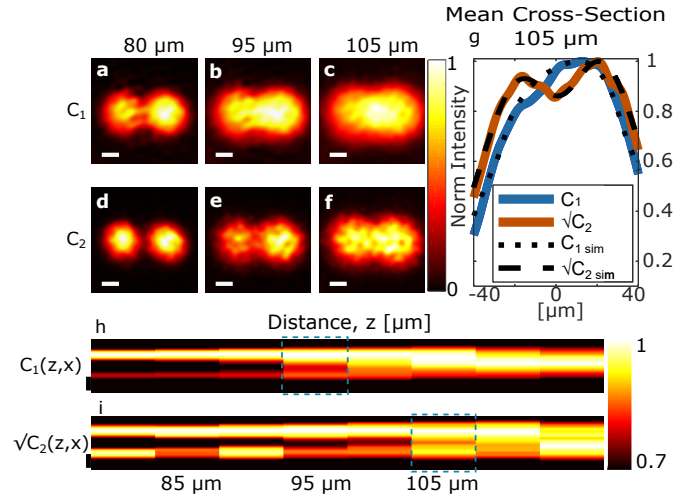 Mean Cross-Section
80 µm 95 µm 105 µm
g 105 µm
a b c
C1
d e f
C2
1
0
Norm Intensity
1
0.8
0.6
0.4
0.2
C1
√C2
C1 sim
√C2 sim
-40 -20 0 20 40
[µm]
Distance, z [µm]
h
C1(z,x)
i
√C2(z,x)
1
0.7
85 µm 95 µm 105 µm